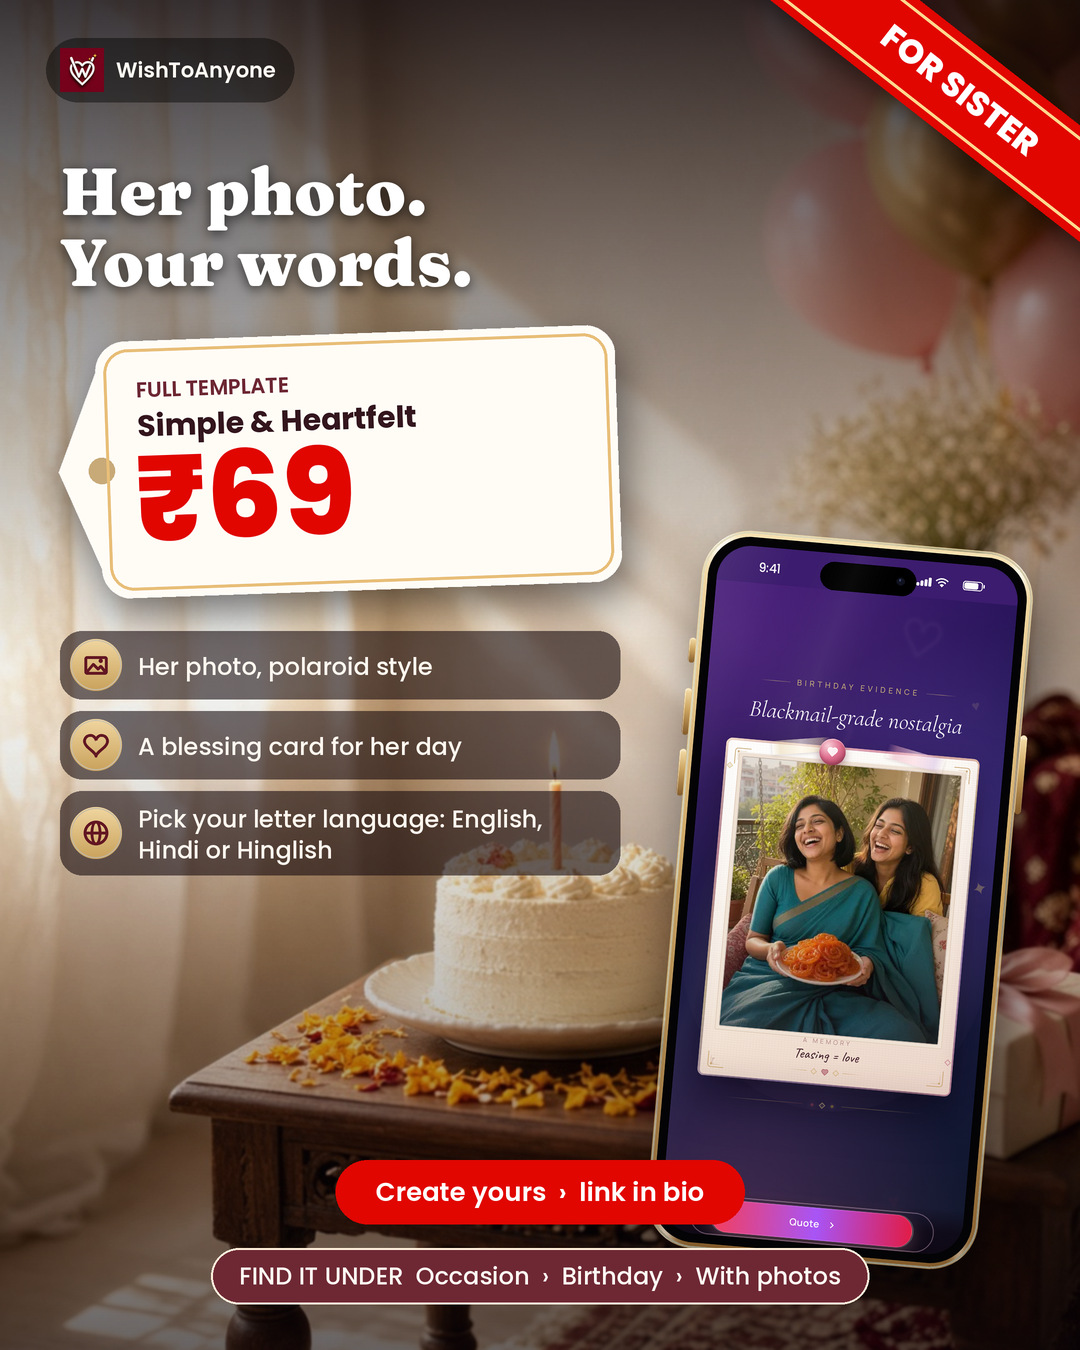 WishToAnyone
FOR SISTER
Her photo.
Your words.
FULL TEMPLATE
Simple & Heartfelt
₹69
Her photo, polaroid style
A blessing card for her day
Pick your letter language: English,
Hindi or Hinglish
9:41
BIRTHDAY EVIDENCE
Blackmail-grade nostalgia
A MEMORY
Teasing = love
Quote ›
Create yours › link in bio
FIND IT UNDER Occasion › Birthday › With photos